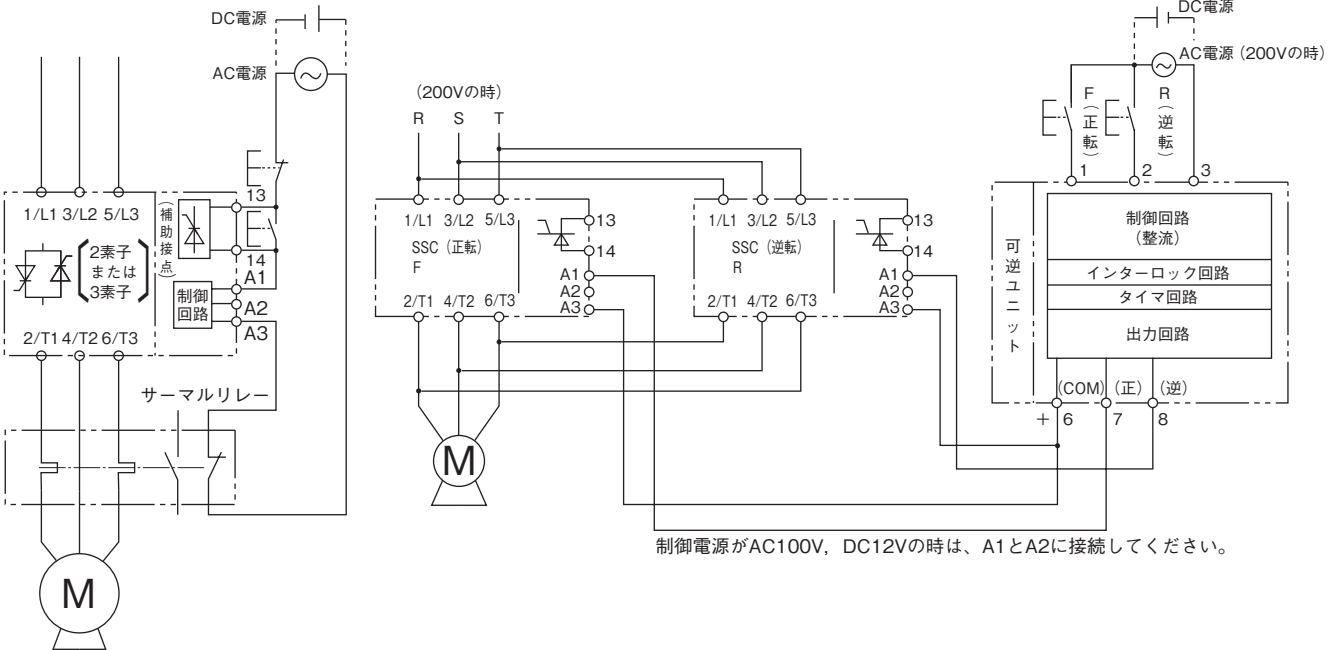 DC電源
AC電源
1/L1 3/L2 5/L3
(補助接点)
13
14
2素子
または
3素子
制御
回路
A1
A2
A3
2/T1 4/T2 6/T3
サーマルリレー
M
(200Vの時)
R S T
1/L1 3/L2 5/L3
SSC (正転)
F
2/T1 4/T2 6/T3
13
14
A1
A2
A3
M
1/L1 3/L2 6/L3
SSC (逆転)
R
2/T1 4/T2 6/T3
13
14
A1
A2
A3
DC電源
AC電源 (200Vの時)
F(正転)
R(逆転)
1 2 3
可逆ユニット
制御回路
(整流)
インターロック回路
タイマ回路
出力回路
(COM) (正) (逆)
+ 6 7 8
制御電源がAC100V, DC12Vの時は、A1とA2に接続してください。